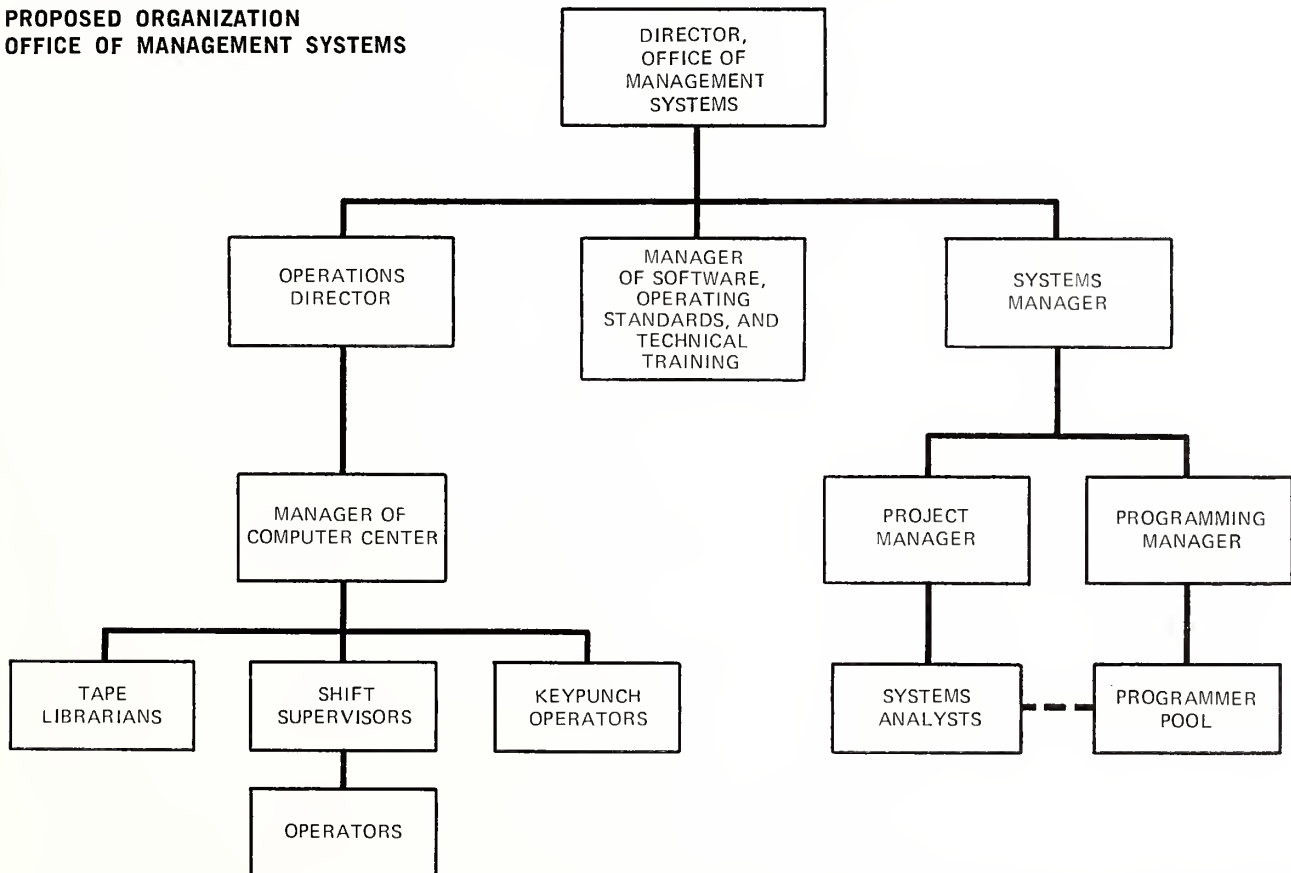 PROPOSED ORGANIZATION
OFFICE OF MANAGEMENT SYSTEMS
DIRECTOR,
OFFICE OF
MANAGEMENT
SYSTEMS
OPERATIONS
DIRECTOR
MANAGER
OF SOFTWARE,
OPERATING
STANDARDS, AND
TECHNICAL
TRAINING
SYSTEMS
MANAGER
MANAGER OF
COMPUTER CENTER
PROJECT
MANAGER
PROGRAMMING
MANAGER
TAPE
LIBRARIANS
SHIFT
SUPERVISORS
KEYPUNCH
OPERATORS
SYSTEMS
ANALYSTS
PROGRAMMER
POOL
OPERATORS